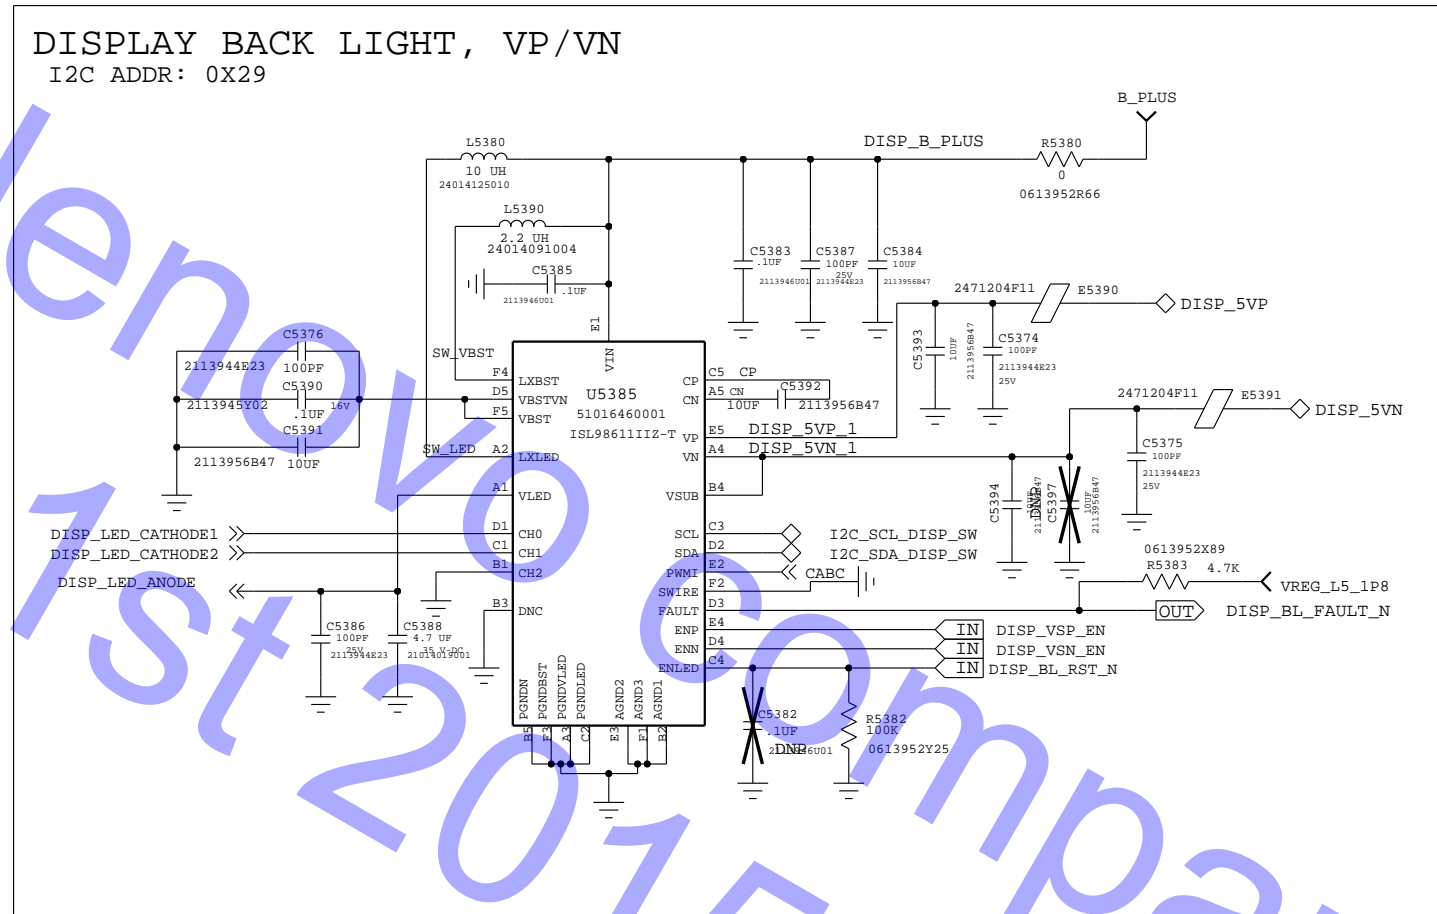 DISPLAY BACK LIGHT, VP/VN
I2C ADDR: 0X29
B_PLUS
DISP_B_PLUS
R5380
0
0613952R66
L5380
10 UH
24014125010
L5390
2.2 UH
24014091004
C5385
.1UF
2113946U01
C5383
.1UF
2113946U01
C5387
100PF
25V
2113944E23
C5384
10UF
2113956B47
2471204F11
E5390
DISP_5VP
C5393
10UF
2113956B47
C5374
100PF
2113944E23
25V
2471204F11
E5391
DISP_5VN
C5375
100PF
2113944E23
25V
C5376
2113944E23
100PF
C5390
2113945Y02
.1UF
16V
C5391
2113956B47
10UF
SW_VBST
SW_LED
E1
VIN
U5385
51016460001
ISL98611IIZ-T
F4
LXBST
D5
VBSTVN
F5
VBST
A2
LXLED
A1
VLED
D1
CH0
C1
CH1
B1
CH2
B3
DNC
C5
CP
CP
A5
CN
CN
C5392
10UF
2113956B47
E5
VP
DISP_5VP_1
A4
VN
DISP_5VN_1
B4
VSUB
C3
SCL
I2C_SCL_DISP_SW
D2
SDA
I2C_SDA_DISP_SW
E2
PWMI
CABC
F2
SWIRE
D3
FAULT
E4
ENP
IN
DISP_VSP_EN
D4
ENN
IN
DISP_VSN_EN
C4
ENLED
IN
DISP_BL_RST_N
C5394
10UF
DNP
C5397
10UF
2113956B47
0613952X89
R5383
4.7K
VREG_L5_1P8
OUT
DISP_BL_FAULT_N
DISP_LED_CATHODE1
DISP_LED_CATHODE2
DISP_LED_ANODE
C5386
100PF
25V
2113944E23
C5388
4.7 UF
35 V-DC
21014019001
PGNDN
PGNDBST
PGNDVLED
PGNDLED
AGND2
AGND3
AGND1
B5
F3
A3
C2
E3
F1
B2
C5382
.1UF
DNP
2113946U01
R5382
100K
0613952Y25
lenovo
1st 2015